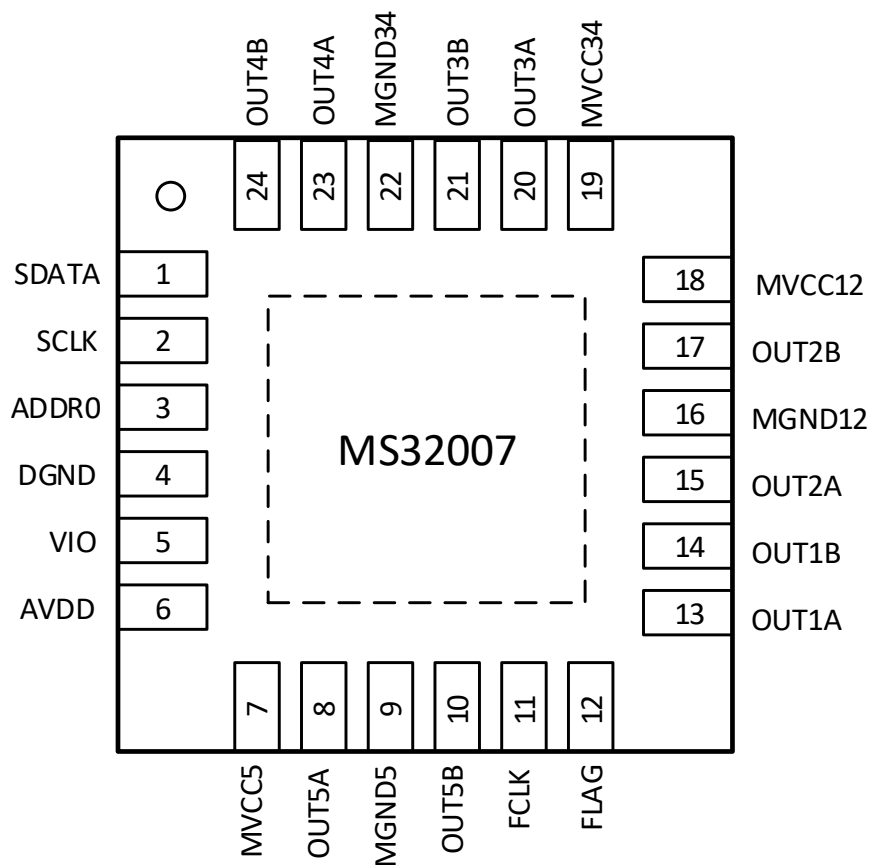 OUT4B
OUT4A
MGND34
OUT3B
OUT3A
MVCC34
24
23
22
21
20
19
SDATA 1
SCLK 2
ADDR0 3
DGND 4
VIO 5
AVDD 6
MS32007
18 MVCC12
17 OUT2B
16 MGND12
15 OUT2A
14 OUT1B
13 OUT1A
7
8
9
10
11
12
MVCC5
OUT5A
MGND5
OUT5B
FCLK
FLAG